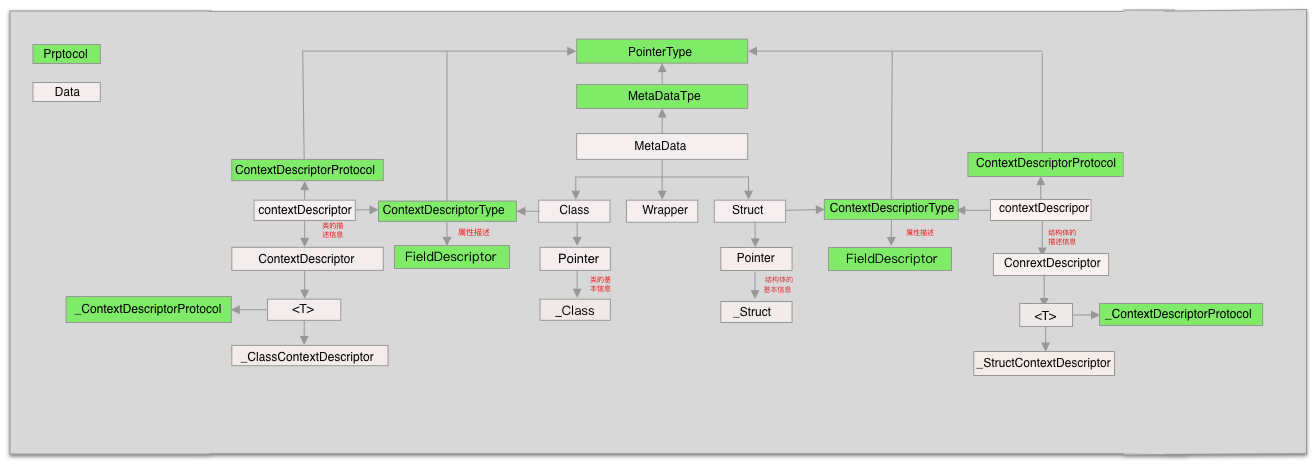 Prptocol
Data
PointerType
MetaDataTpe
MetaData
ContextDescriptorProtocol
ContextDescriptorProtocol
contextDescriptor
ContextDescriptorType
Class
Wrapper
Struct
ContextDescriptiorType
contextDescripor
类的描
述信息
属性描述
属性描述
结构体的
描述信息
ContextDescriptor
FieldDescriptor
Pointer
Pointer
FieldDescriptor
ConrextDescriptor
类的基
本信息
结构体的
基本信息
_ContextDescriptorProtocol
<T>
_Class
_Struct
<T>
_ContextDescriptorProtocol
_ClassContextDescriptor
_StructContextDescriptor